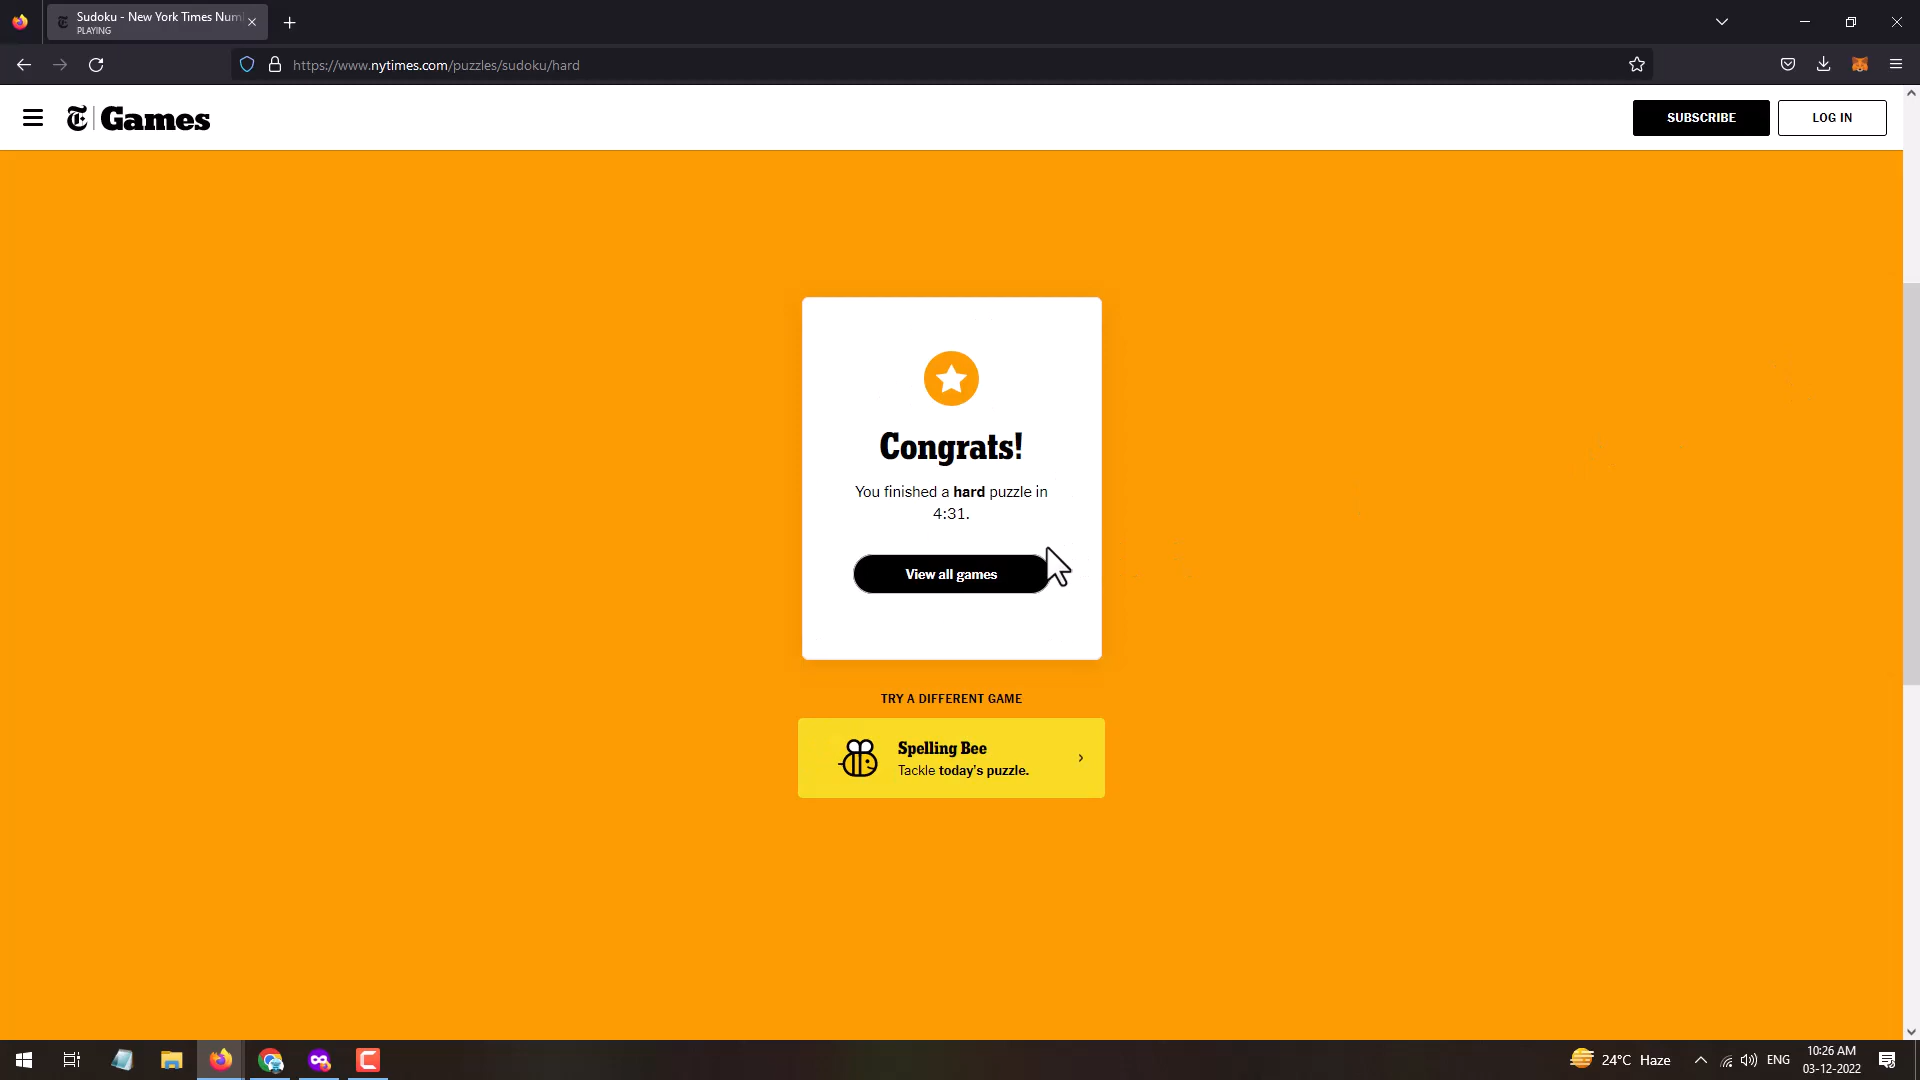 Sudoku - New York Times Num
PLAYING
https://www.nytimes.com/puzzles/sudoku/hard
T Games
SUBSCRIBE
LOG IN
Congrats!
You finished a hard puzzle in
4:31.
View all games
TRY A DIFFERENT GAME
Spelling Bee
Tackle today's puzzle.
24°C Haze
ENG
10:26 AM
03-12-2022